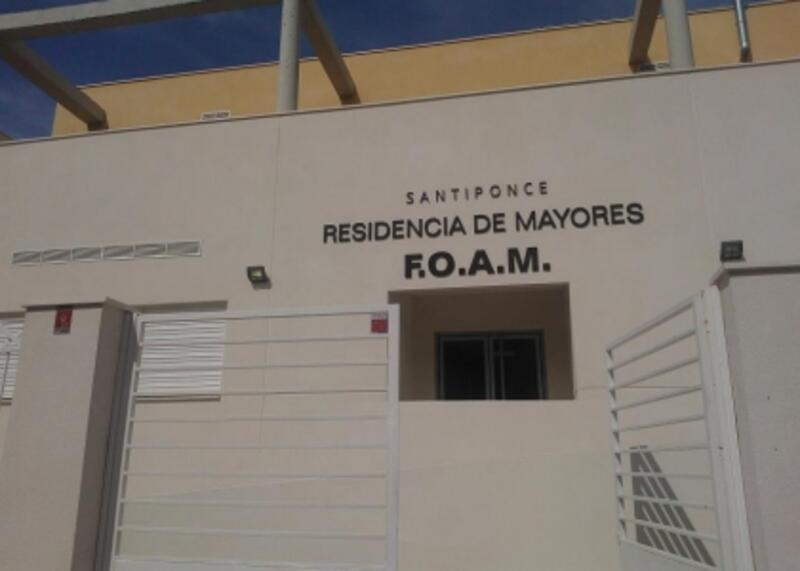 SANTIPONCE
RESIDENCIA DE MAYORES
F.O.A.M.